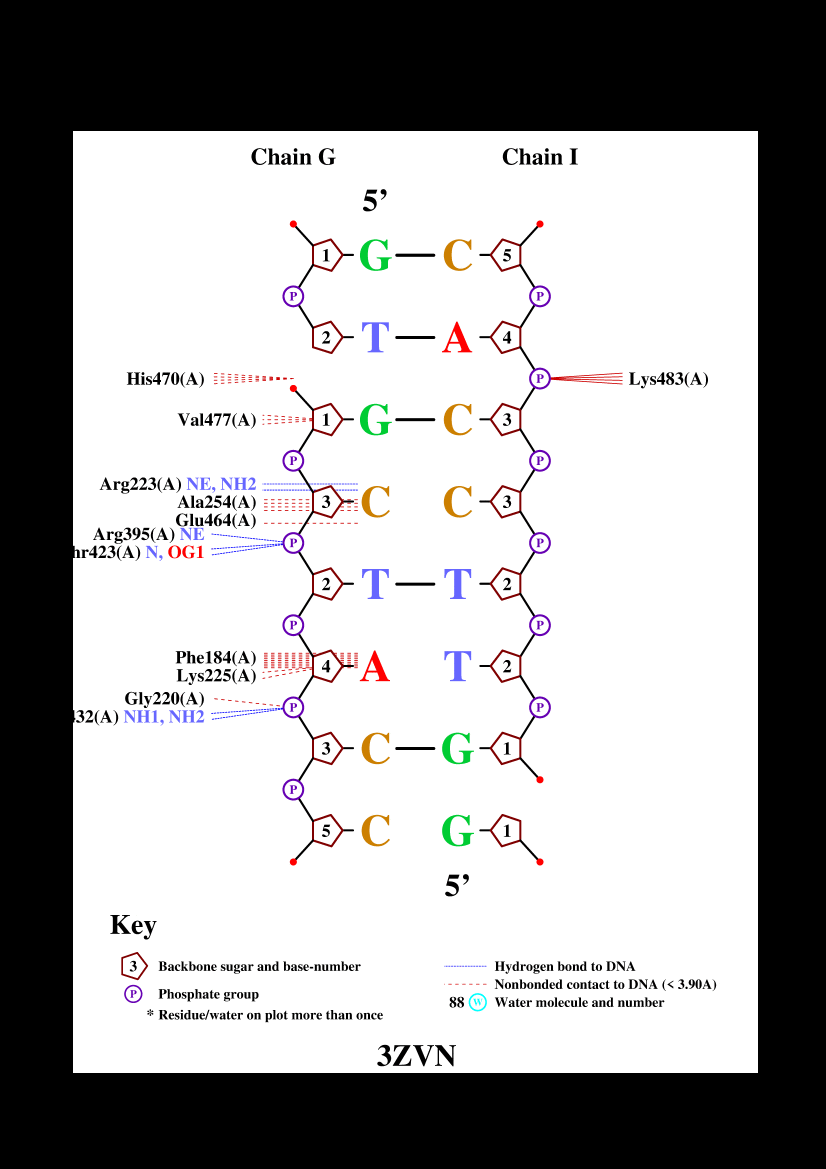 Chain G Chain I
5’
1 G C 5
P P
2 T A 4
His470(A) P Lys483(A)
Val477(A) 1 G C 3
P P
Arg223(A) NE, NH2
Ala254(A) 3 C C 3
Glu464(A)
Arg395(A) NE
hr423(A) N, OG1 P P
2 T T 2
P P
Phe184(A)
Lys225(A) 4 A T 2
Gly220(A)
432(A) NH1, NH2 P P
3 C G 1
P
5 C G 1
5’
Key
3 Backbone sugar and base-number
P Phosphate group
* Residue/water on plot more than once
Hydrogen bond to DNA
Nonbonded contact to DNA (< 3.90A)
88 W Water molecule and number
3ZVN